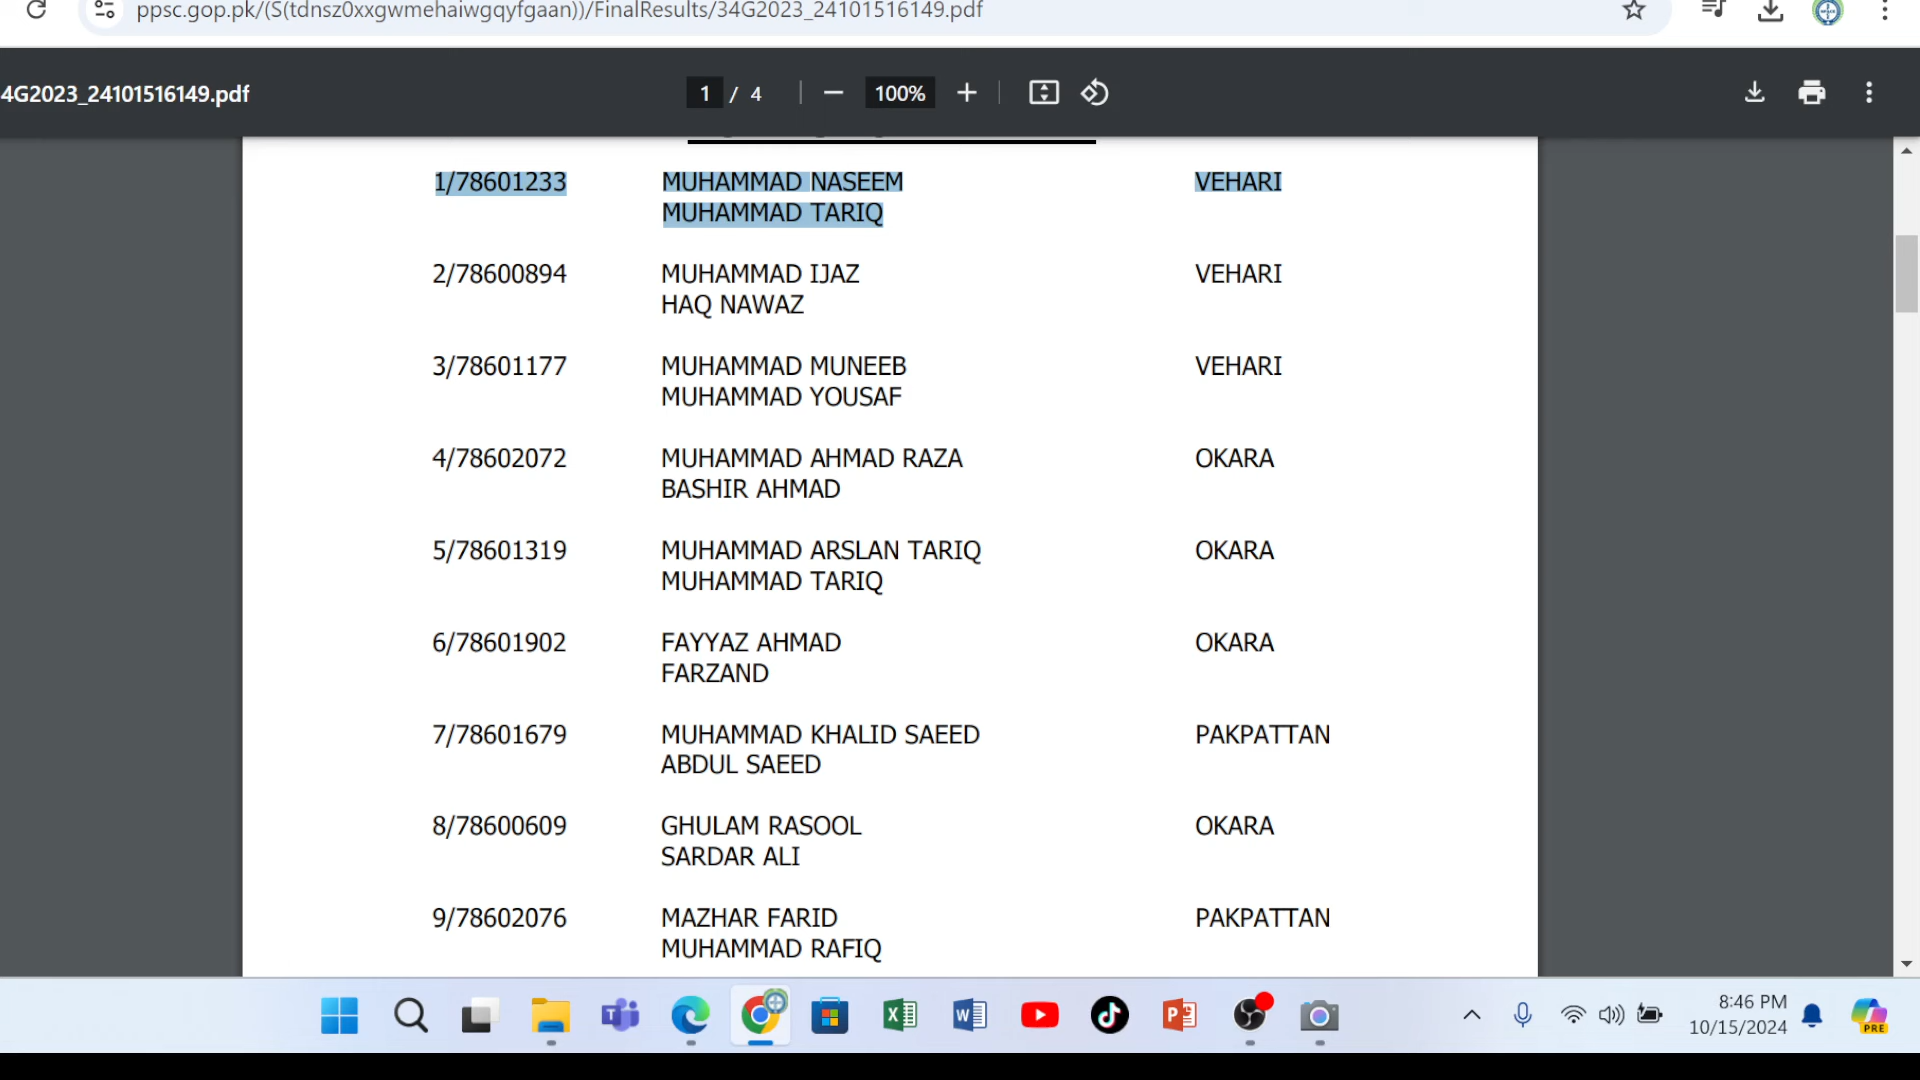 ppsc.gop.pk/(S(tdnsz0xxgwmehaiwgqyfgaan))/FinalResults/34G2023_24101516149.pdf
4G2023_24101516149.pdf 1 / 4 100%
1/78601233 MUHAMMAD NASEEM VEHARI
MUHAMMAD TARIQ
2/78600894 MUHAMMAD IJAZ VEHARI
HAQ NAWAZ
3/78601177 MUHAMMAD MUNEEB VEHARI
MUHAMMAD YOUSAF
4/78602072 MUHAMMAD AHMAD RAZA OKARA
BASHIR AHMAD
5/78601319 MUHAMMAD ARSLAN TARIQ OKARA
MUHAMMAD TARIQ
6/78601902 FAYYAZ AHMAD OKARA
FARZAND
7/78601679 MUHAMMAD KHALID SAEED PAKPATTAN
ABDUL SAEED
8/78600609 GHULAM RASOOL OKARA
SARDAR ALI
9/78602076 MAZHAR FARID PAKPATTAN
MUHAMMAD RAFIQ
8:46 PM
10/15/2024
PRE